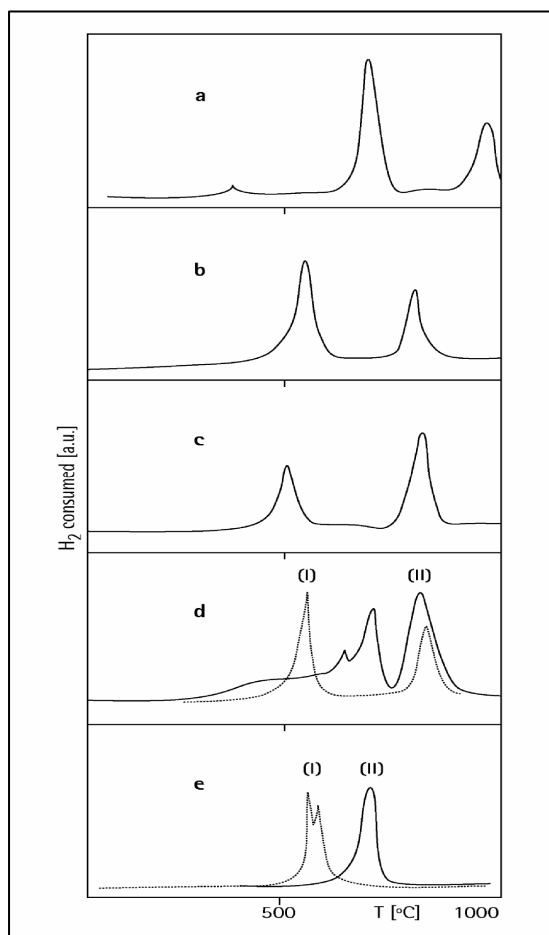 a
b
c
H2 consumed [a.u.]
(I) (II)
d
(I) (II)
e
500 T [°C] 1000